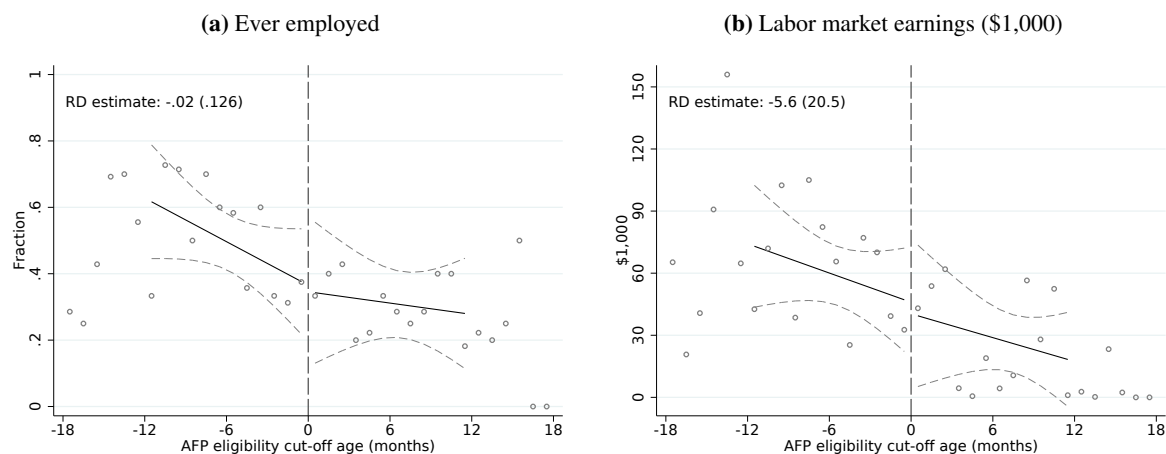 (a) Ever employed
RD estimate: -.02 (.126)
Fraction
1
.8
.6
.4
.2
0
-18 -12 -6 0 6 12 18
AFP eligibility cut-off age (months)
(b) Labor market earnings ($1,000)
RD estimate: -5.6 (20.5)
$1,000
150
120
90
60
30
0
-18 -12 -6 0 6 12 18
AFP eligibility cut-off age (months)